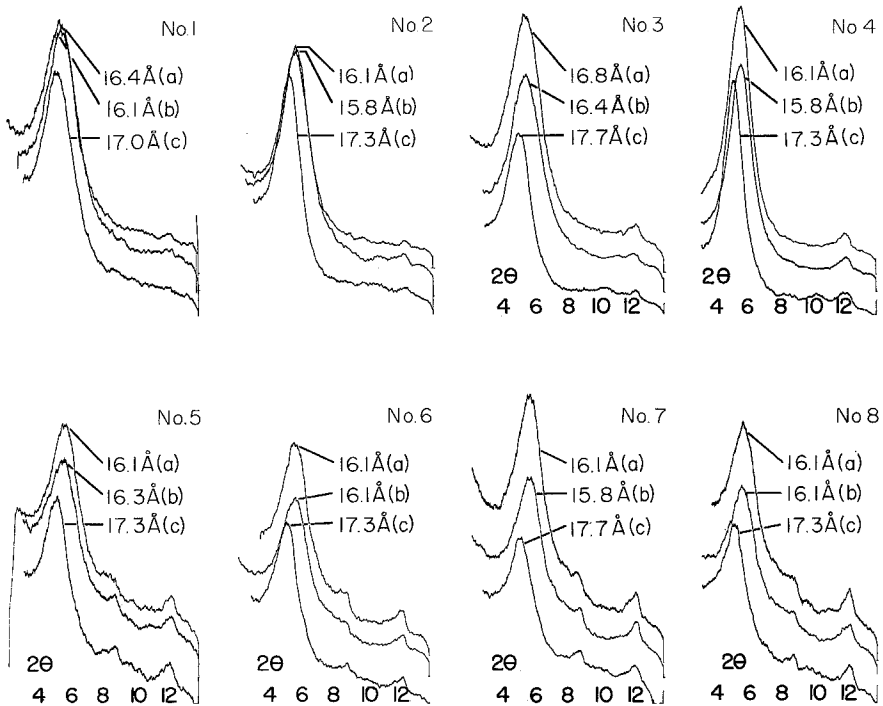 No.1
16.4Å(a)
16.1Å(b)
17.0Å(c)
No.2
16.1Å(a)
15.8Å(b)
17.3Å(c)
No 3
16.8Å(a)
16.4Å(b)
17.7Å(c)
2θ
4 6 8 10 12
No 4
16.1Å(a)
15.8Å(b)
17.3Å(c)
2θ
4 6 8 10 12
No.5
16.1Å(a)
16.3Å(b)
17.3Å(c)
2θ
4 6 8 10 12
No.6
16.1Å(a)
16.1Å(b)
17.3Å(c)
2θ
4 6 8 10 12
No.7
16.1Å(a)
15.8Å(b)
17.7Å(c)
2θ
4 6 8 10 12
No 8
16.1Å(a)
16.1Å(b)
17.3Å(c)
2θ
4 6 8 10 12